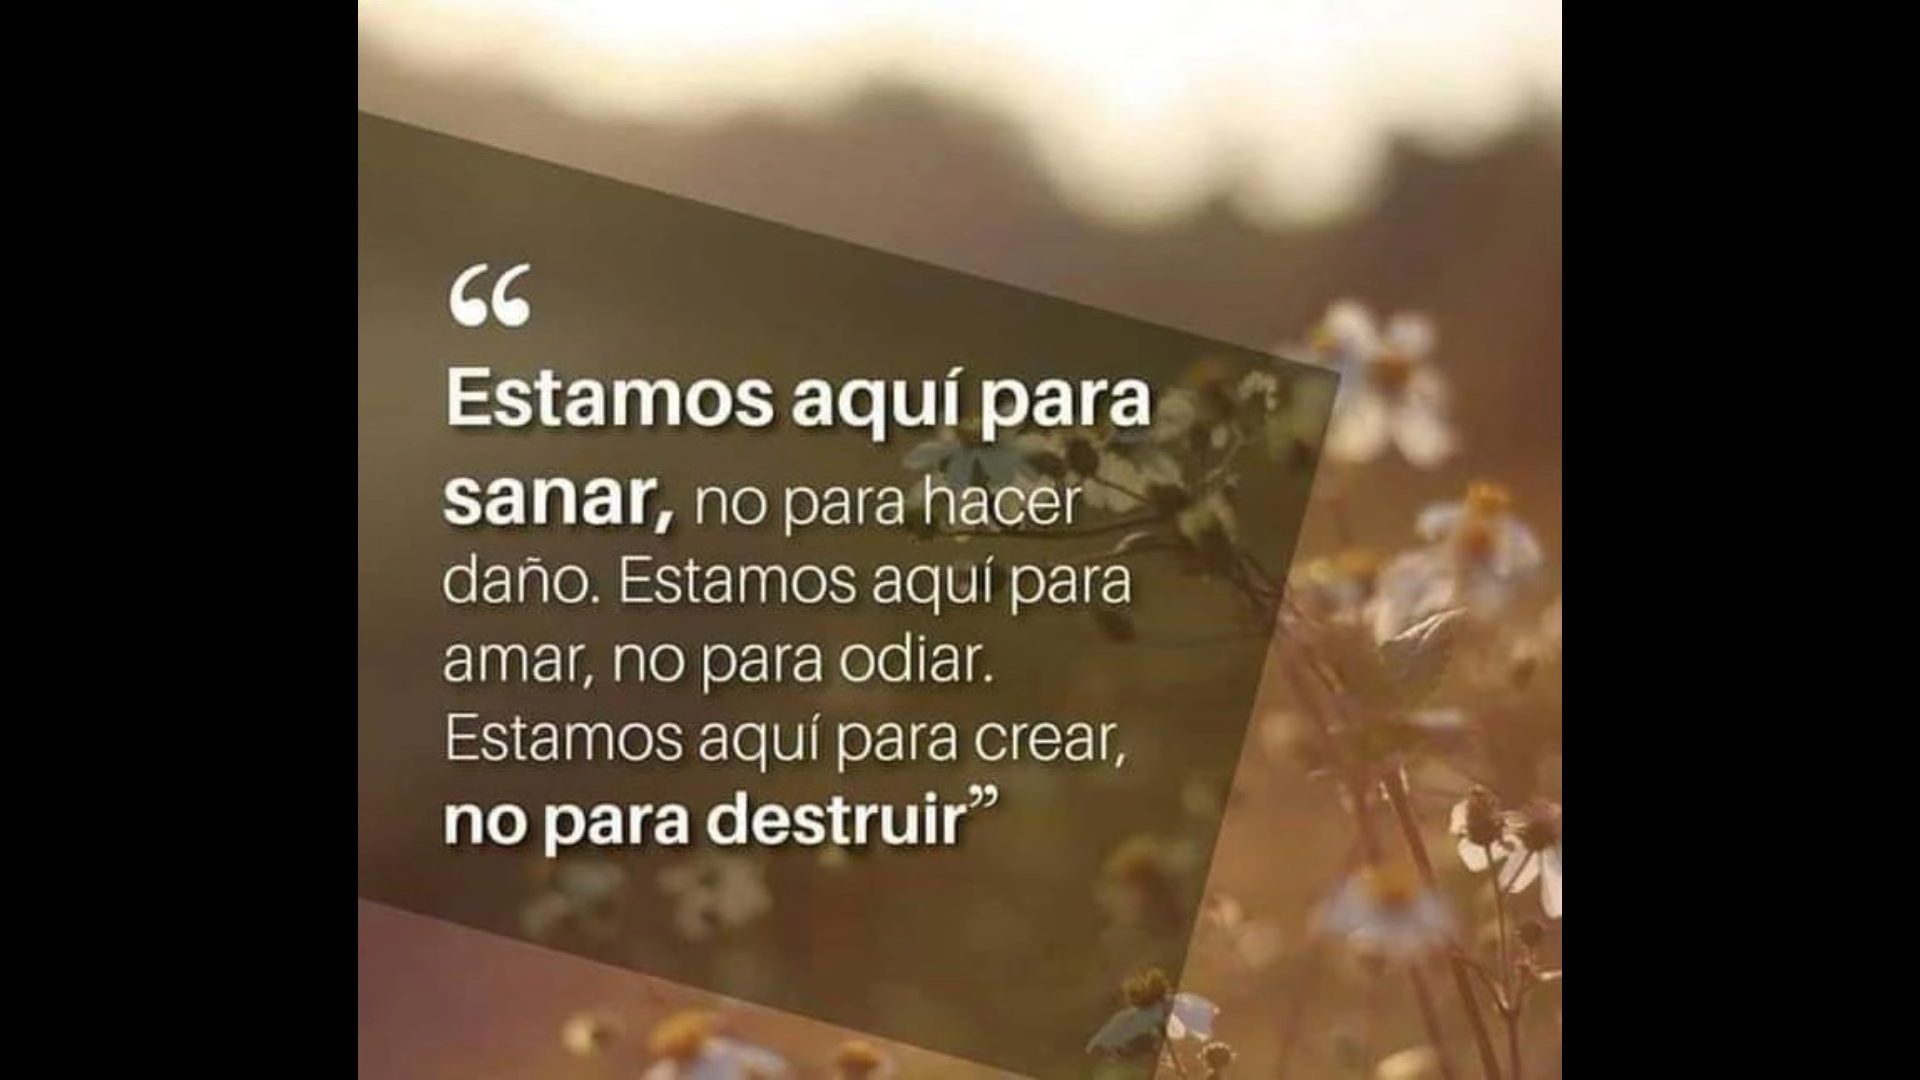 “
Estamos aquí para
sanar, no para hacer
daño. Estamos aquí para
amar, no para odiar.
Estamos aquí para crear,
no para destruir”